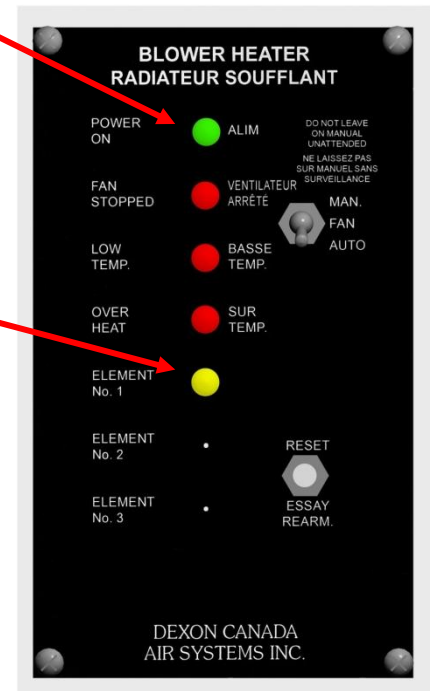 BLOWER HEATER
RADIATEUR SOUFFLANT
POWER
ON
ALIM
DO NOT LEAVE
ON MANUAL
UNATTENDED
NE LAISSEZ PAS
SUR MANUEL SANS
SURVEILLANCE
FAN
STOPPED
VENTILATEUR
ARRÊTÉ
MAN.
FAN
AUTO
LOW
TEMP.
BASSE
TEMP.
OVER
HEAT
SUR
TEMP.
ELEMENT
No. 1
ELEMENT
No. 2
RESET
ELEMENT
No. 3
ESSAY
REARM.
DEXON CANADA
AIR SYSTEMS INC.